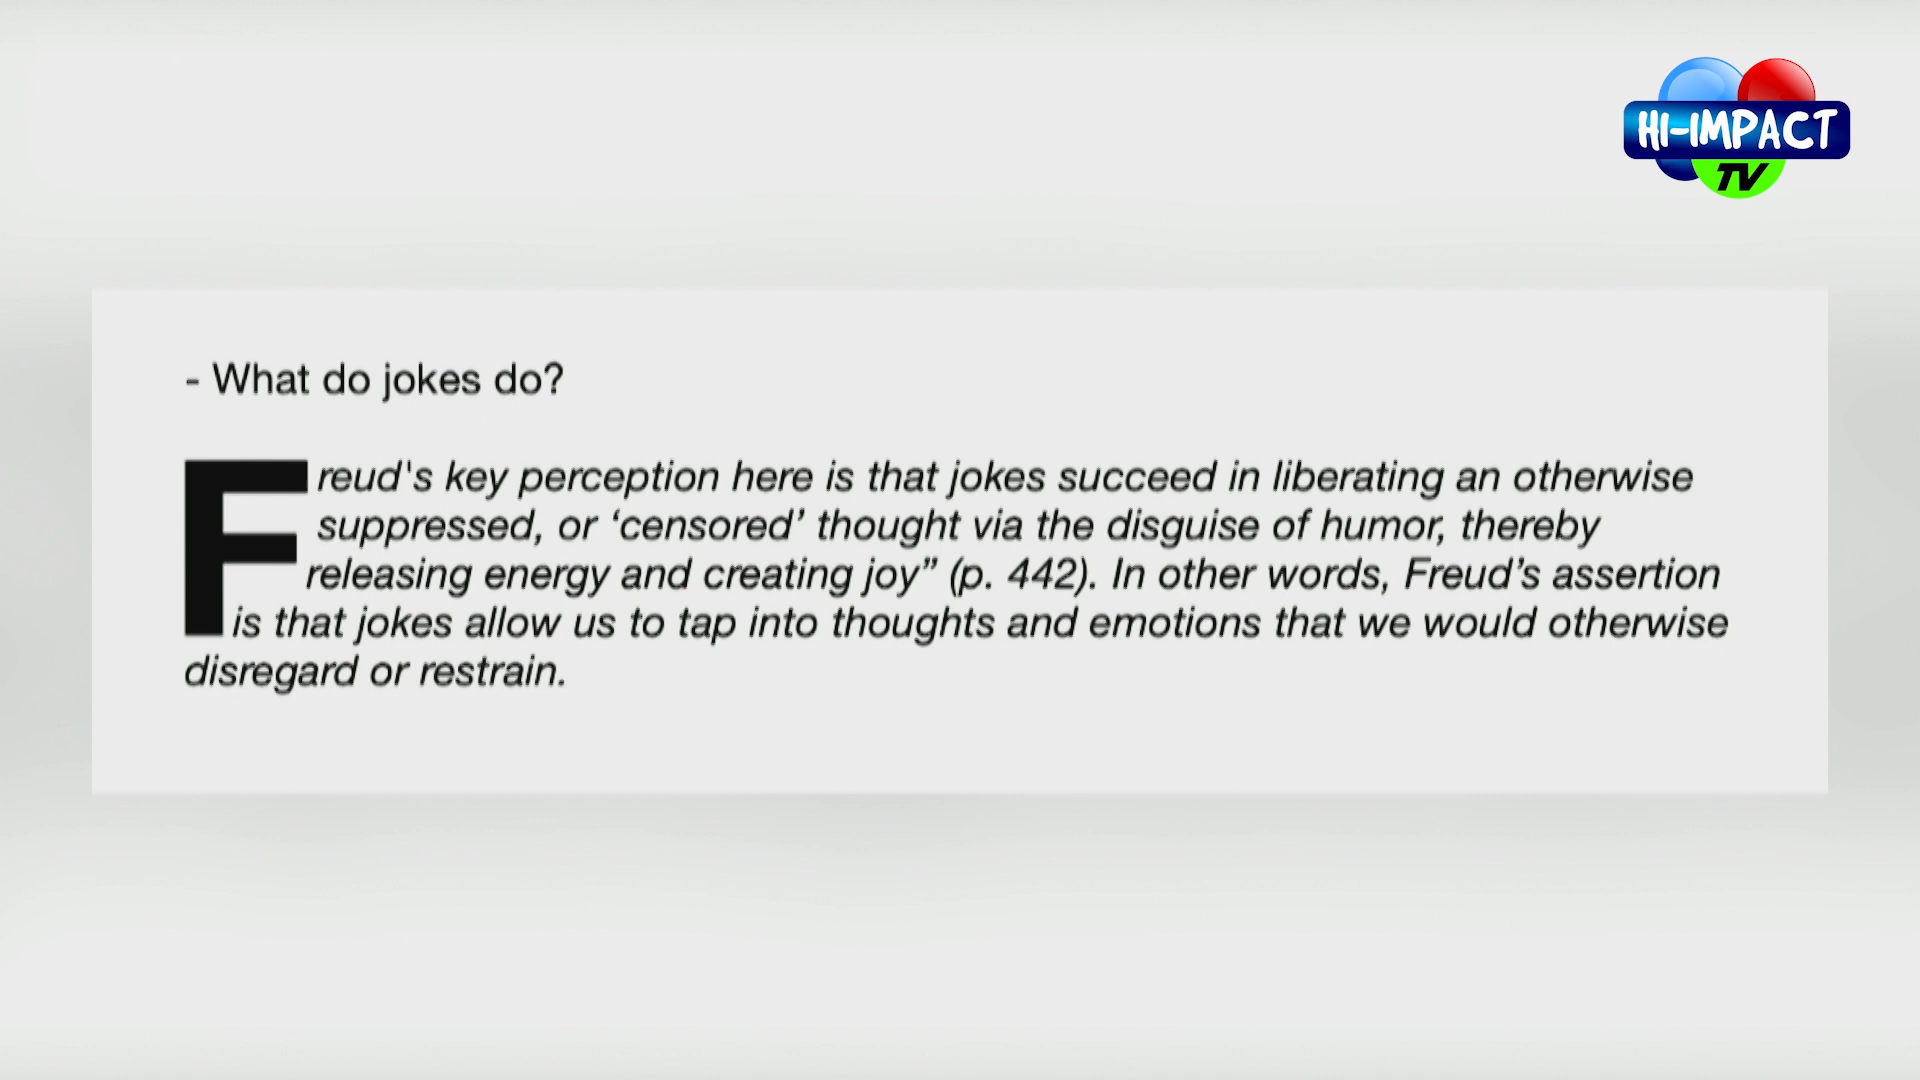 HI-IMPACT
TV
- What do jokes do?
Freud's key perception here is that jokes succeed in liberating an otherwise
suppressed, or ‘censored’ thought via the disguise of humor, thereby
releasing energy and creating joy” (p. 442). In other words, Freud’s assertion
is that jokes allow us to tap into thoughts and emotions that we would otherwise
disregard or restrain.